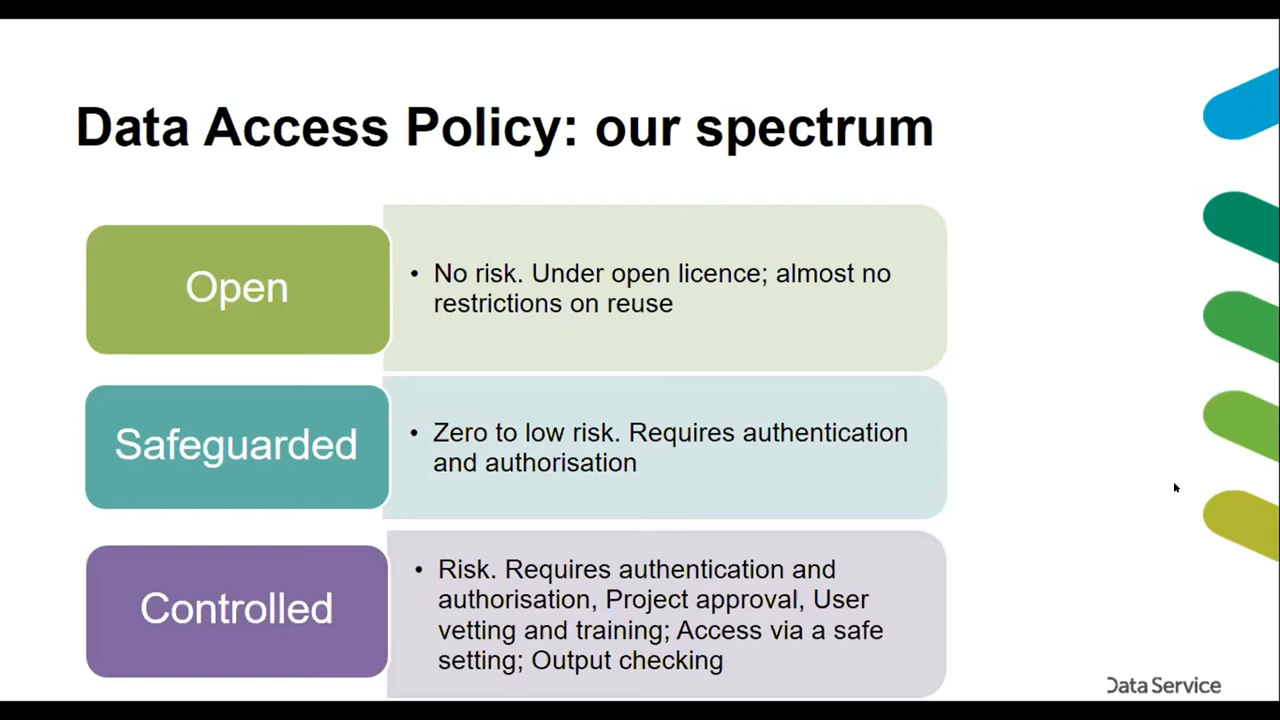 Data Access Policy: our spectrum
Open
• No risk. Under open licence; almost no
restrictions on reuse
Safeguarded
• Zero to low risk. Requires authentication
and authorisation
Controlled
• Risk. Requires authentication and
authorisation, Project approval, User
vetting and training; Access via a safe
setting; Output checking
Data Service